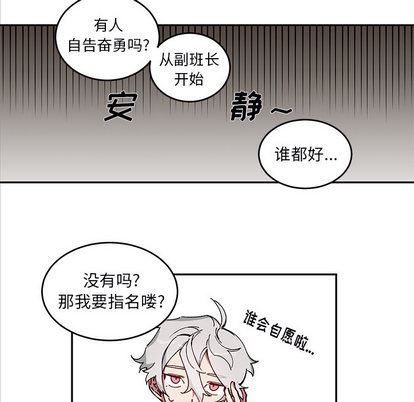 有人
自告奋勇吗?
从副班长
开始
安 静~
谁都好...
没有吗?
那我要指名喽?
谁会自愿啦...